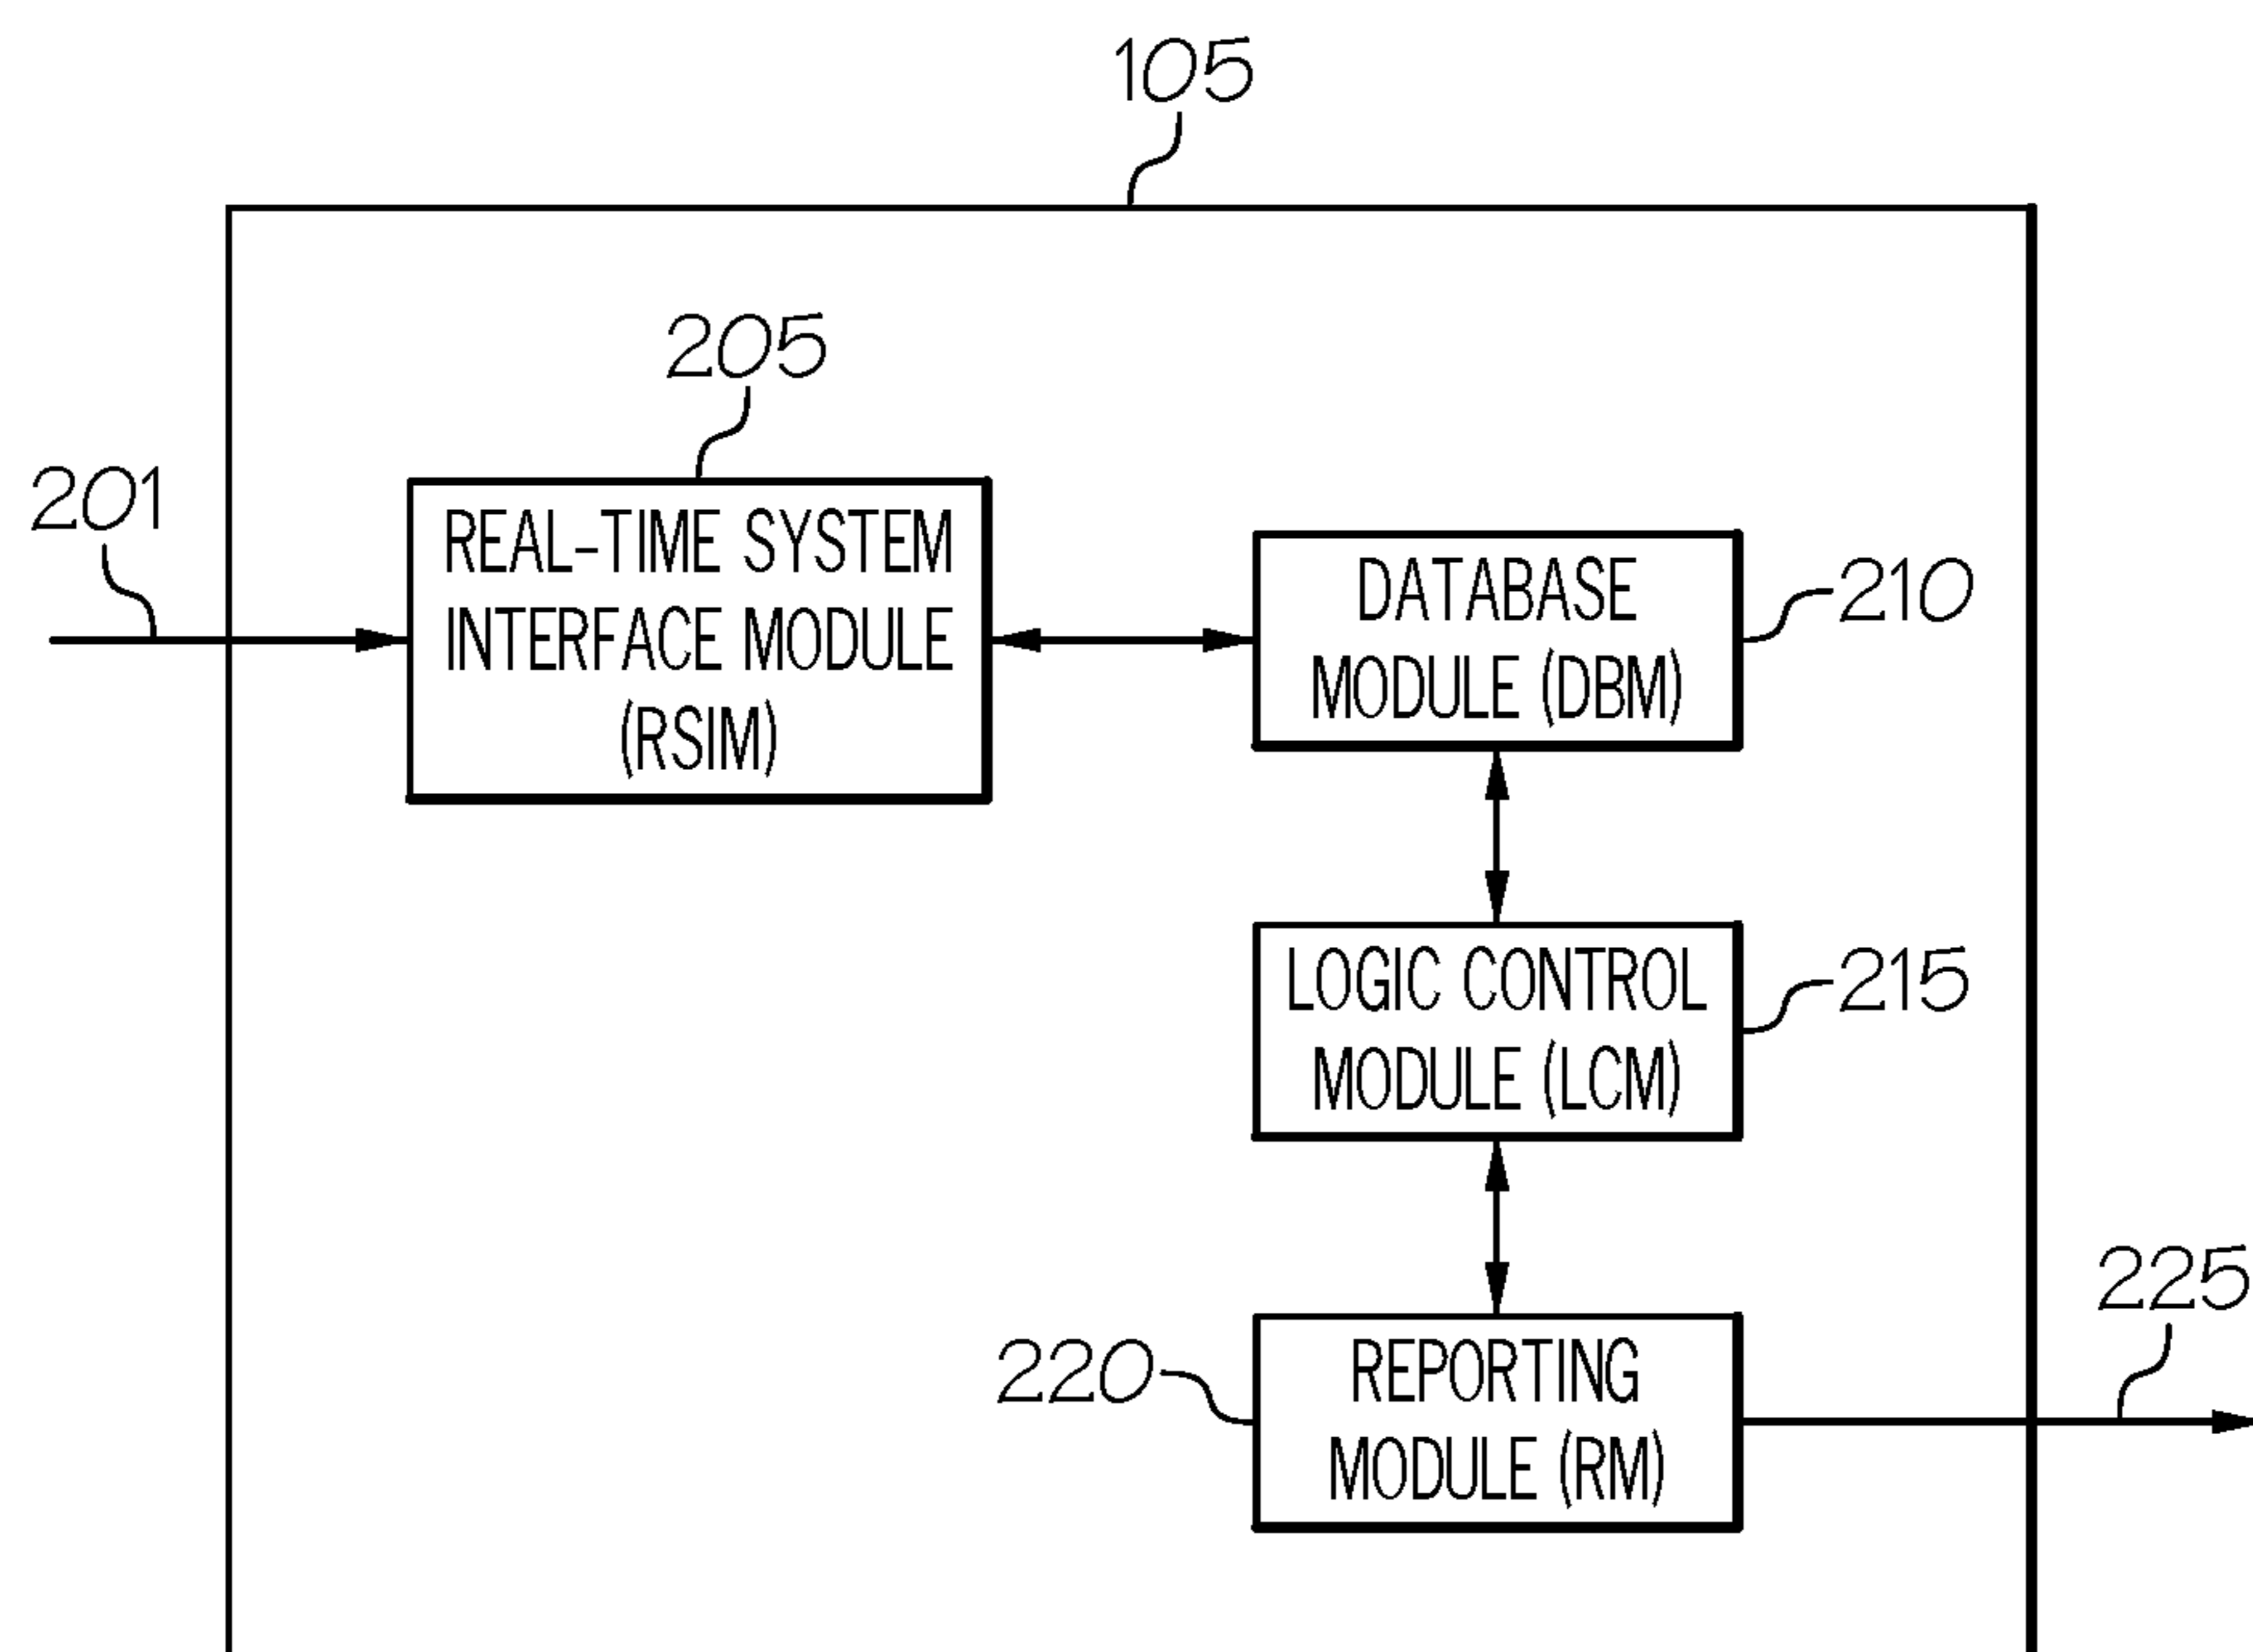 105
205
201
REAL-TIME SYSTEM
INTERFACE MODULE
(RSIM)
DATABASE
MODULE (DBM)
210
LOGIC CONTROL
MODULE (LCM)
215
225
220
REPORTING
MODULE (RM)